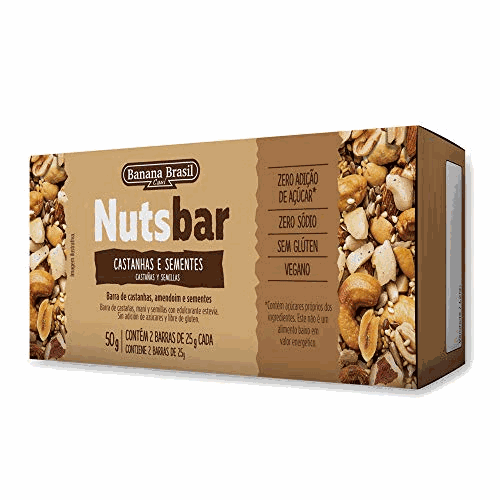 Banana Brasil
Nutsbar
CASTANHAS E SEMENTES
CASTAÑAS Y SEMILLAS
Barra de castanhas, amendoim e sementes
Barra de castañas, maní y semillas con edulcorante estevia.
Sin adición de azúcares y libre de gluten.
50g
CONTÉM 2 BARRAS DE 25g CADA
CONTIENE 2 BARRAS DE 25g
Imagem ilustrativa.
ZERO ADIÇÃO
DE AÇÚCAR*
ZERO SÓDIO
SEM GLÚTEN
VEGANO
*Contém açúcares próprios dos
ingredientes. Este não é um
alimento baixo em
valor energético.